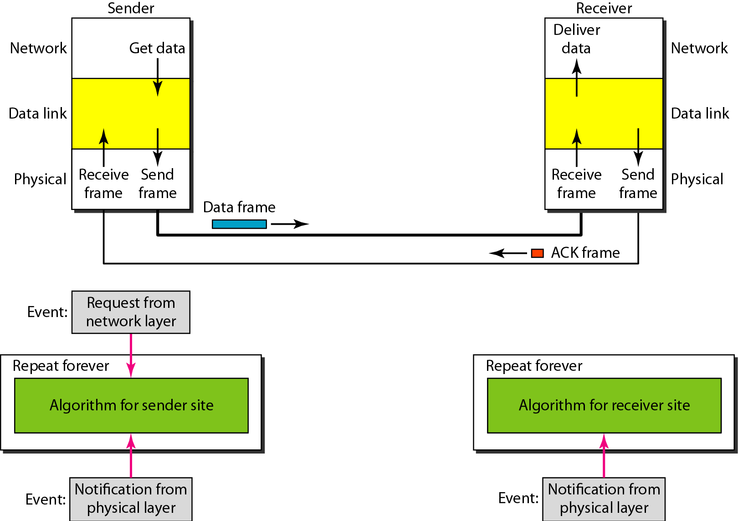 Sender
Receiver
Network
Get data
Deliver
data
Network
Data link
Data link
Physical
Receive
frame
Send
frame
Receive
frame
Send
frame
Physical
Data frame
ACK frame
Event:
Request from
network layer
Repeat forever
Algorithm for sender site
Repeat forever
Algorithm for receiver site
Event:
Notification from
physical layer
Event:
Notification from
physical layer